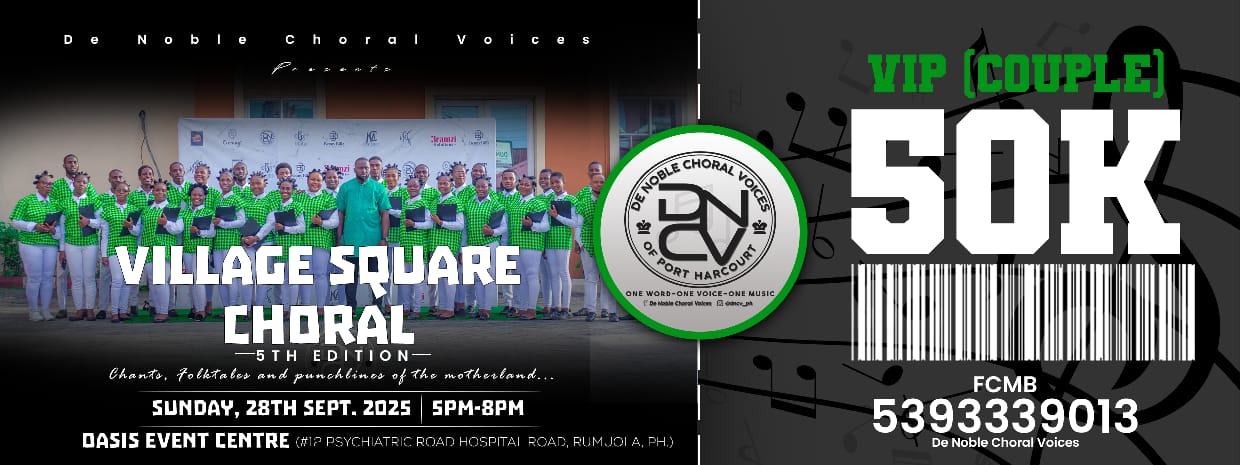 De Noble Choral Voices
Presents
VILLAGE SQUARE
CHORAL
5TH EDITION
Chants, Folktales and punchlines of the motherland...
SUNDAY, 28TH SEPT. 2025 | 5PM-8PM
OASIS EVENT CENTRE (#12 PSYCHIATRIC ROAD HOSPITAL ROAD, RUMJOLA, PH.)
DE NOBLE CHORAL VOICES
DNCV
OF PORT HARCOURT
ONE WORD-ONE VOICE-ONE MUSIC
De Noble Choral Voices @dncv_ph
VIP (COUPLE)
50K
FCMB
5393339013
De Noble Choral Voices